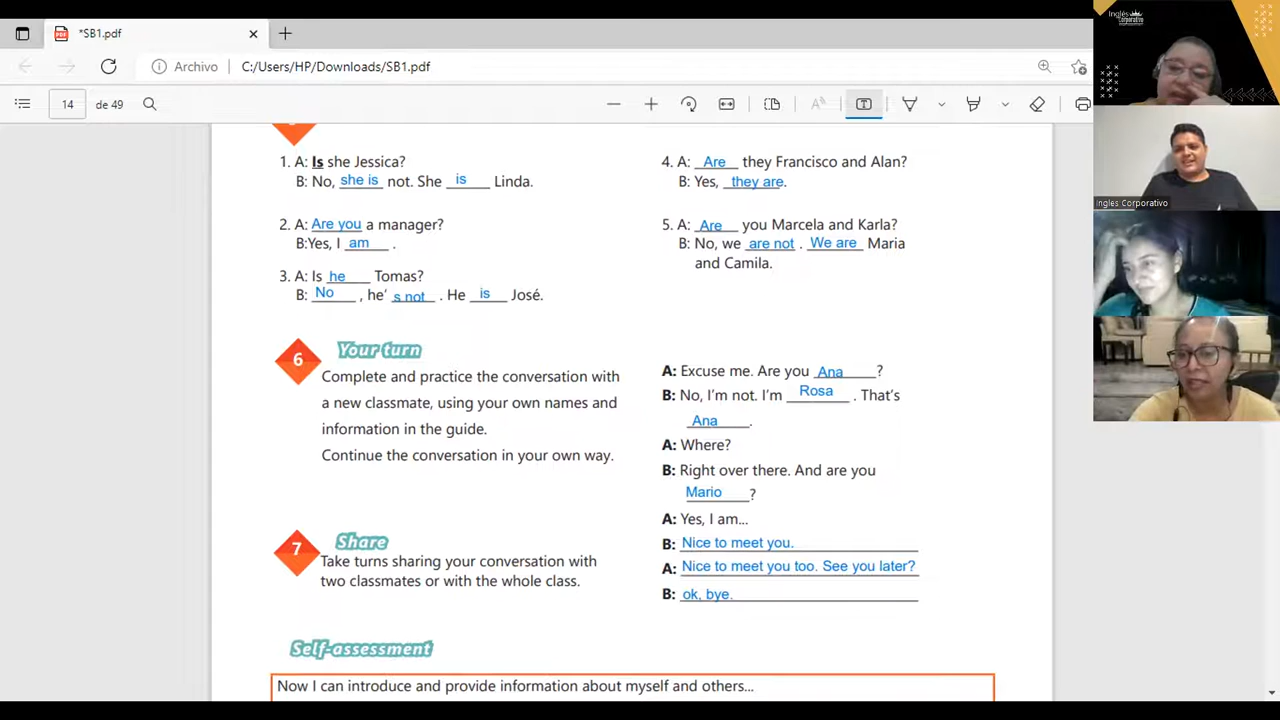 *SB1.pdf
Archivo
C:/Users/HP/Downloads/SB1.pdf
14 de 49
1. A: Is she Jessica?
B: No, she is not. She is Linda.
2. A: Are you a manager?
B:Yes, I am .
3. A: Is he Tomas?
B: No , he' s not . He is José.
4. A: Are they Francisco and Alan?
B: Yes, they are.
5. A: Are you Marcela and Karla?
B: No, we are not . We are Maria
and Camila.
6 Your turn
Complete and practice the conversation with
a new classmate, using your own names and
information in the guide.
Continue the conversation in your own way.
A: Excuse me. Are you Ana ?
B: No, I'm not. I'm Rosa . That's
Ana .
A: Where?
B: Right over there. And are you
Mario ?
A: Yes, I am...
B: Nice to meet you.
A: Nice to meet you too. See you later?
B: ok, bye.
7 Share
Take turns sharing your conversation with
two classmates or with the whole class.
Self-assessment
Now I can introduce and provide information about myself and others...
Inglés
Corporativo
Ingles Corporativo